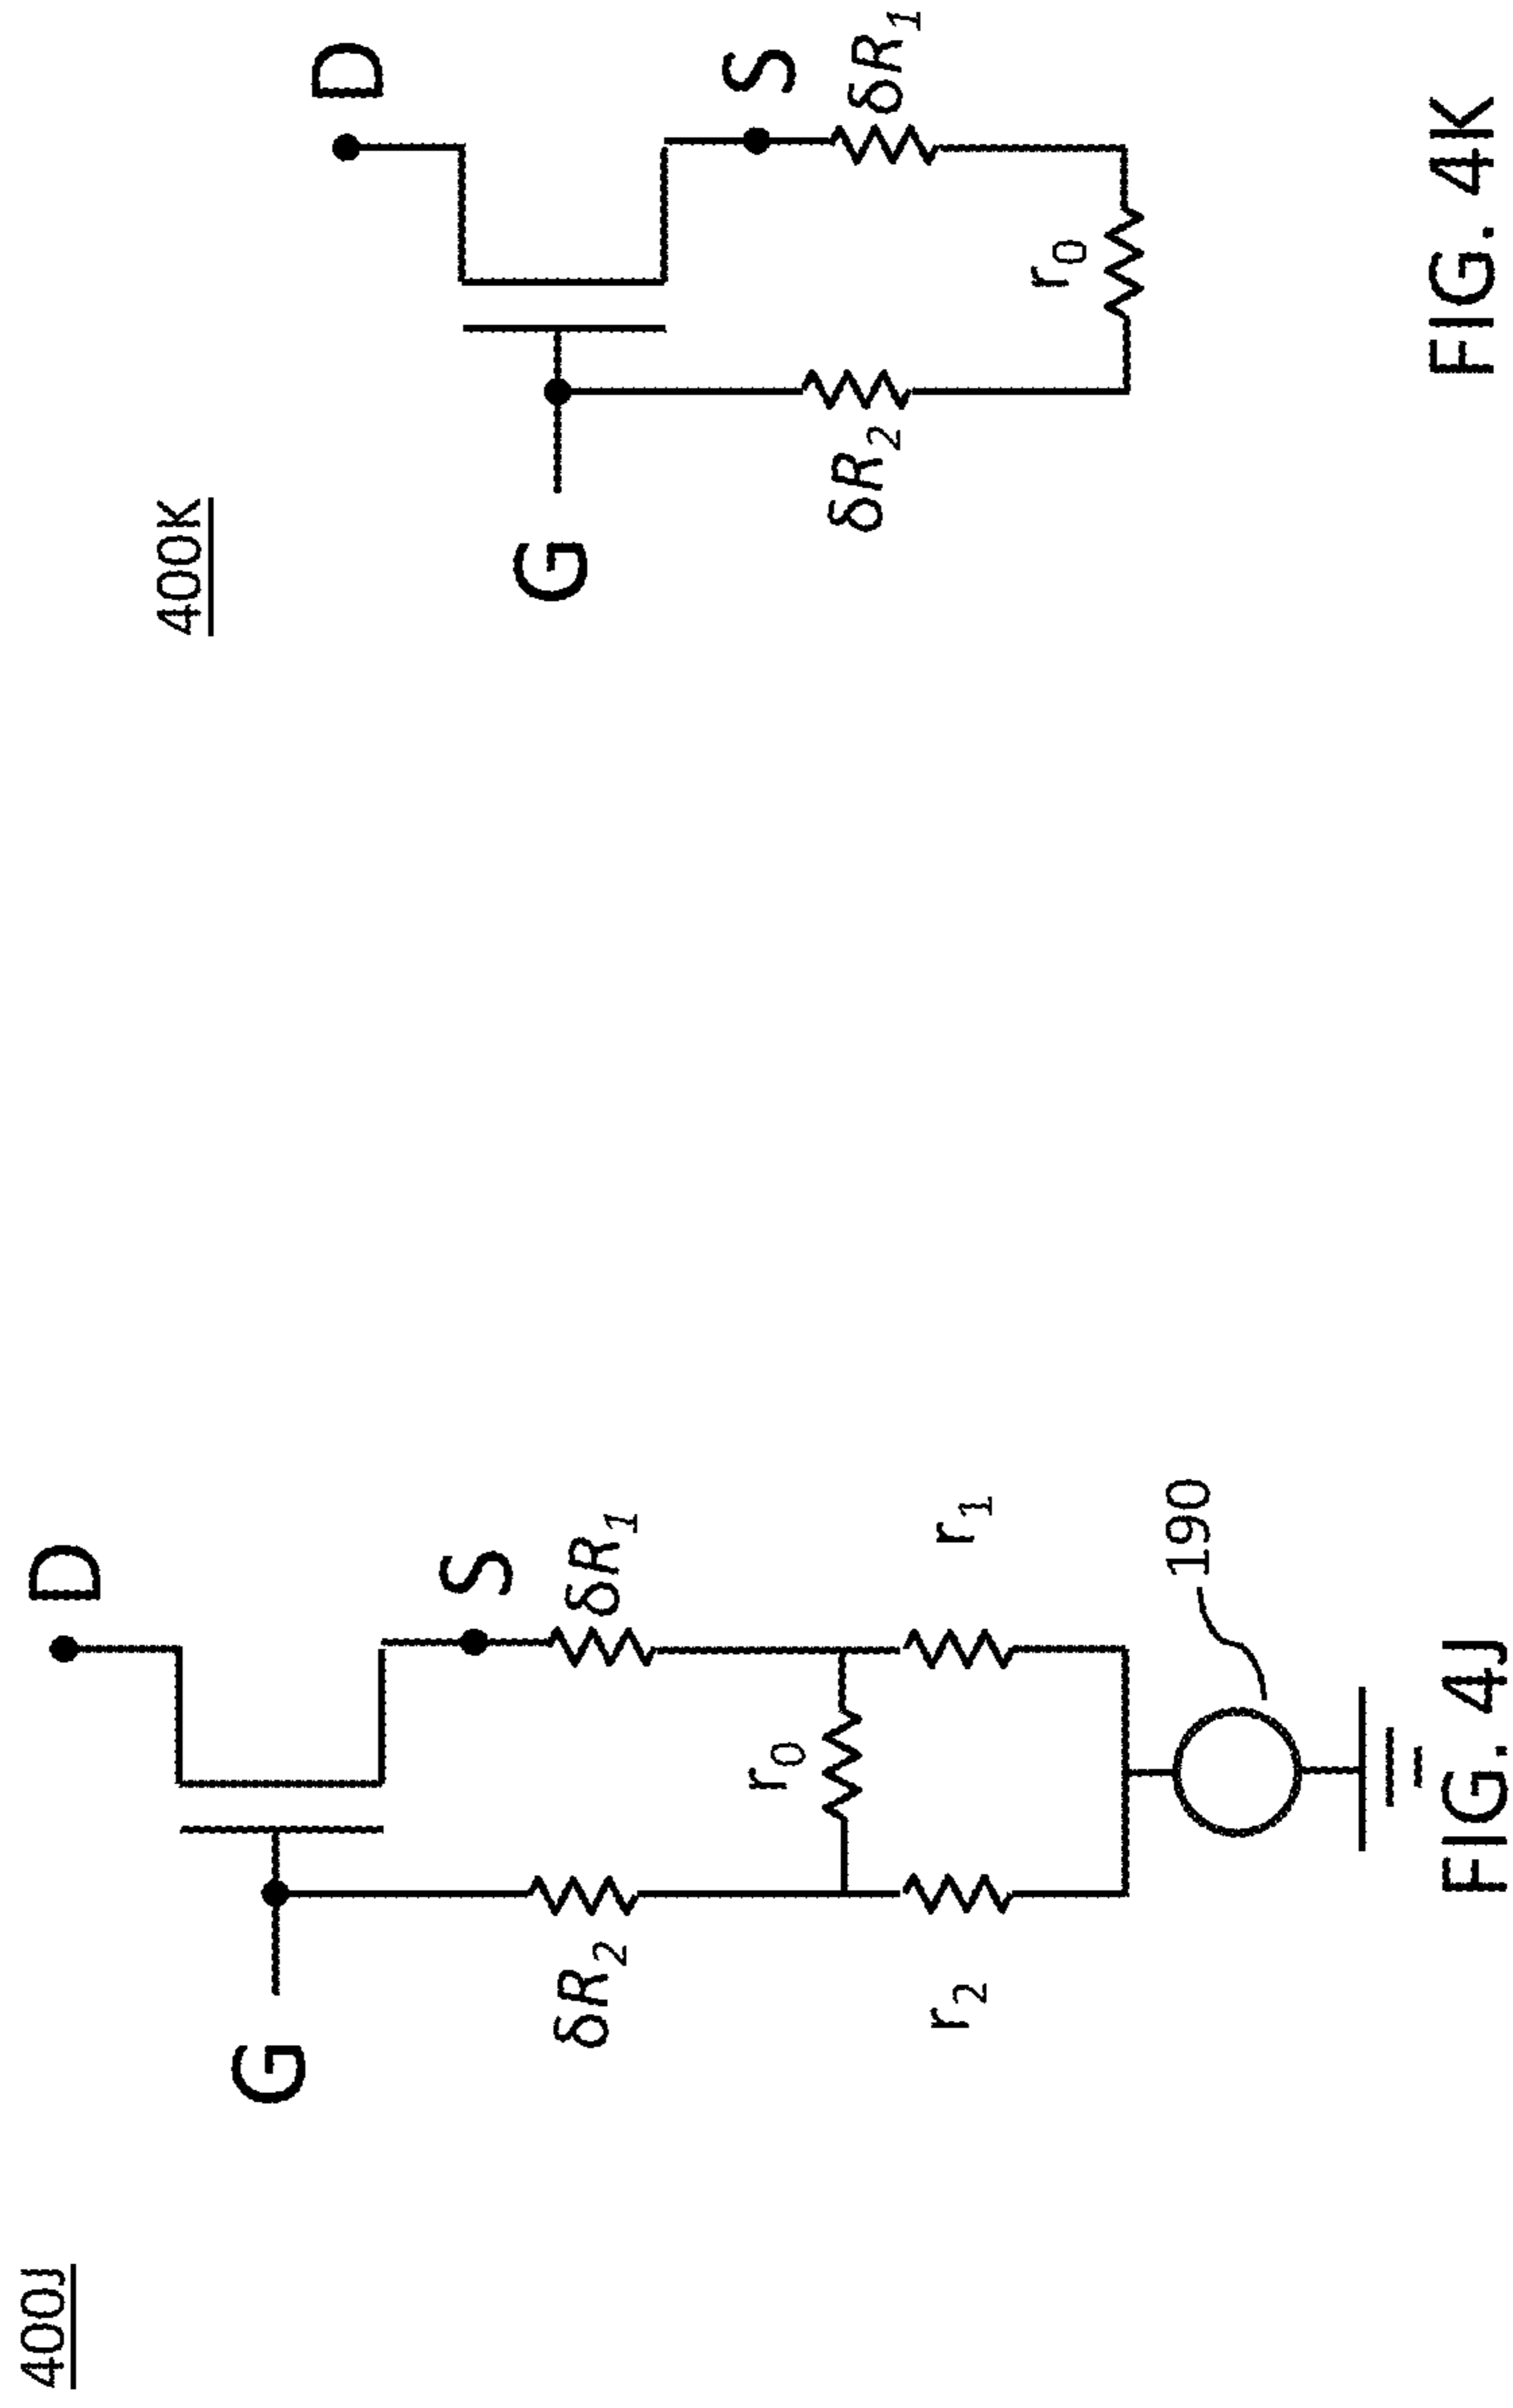 400J
D
G
S
δR₁
δR₂
r₀
r₁
r₂
190
FIG. 4J
400K
D
G
S
δR₁
δR₂
r₀
FIG. 4K